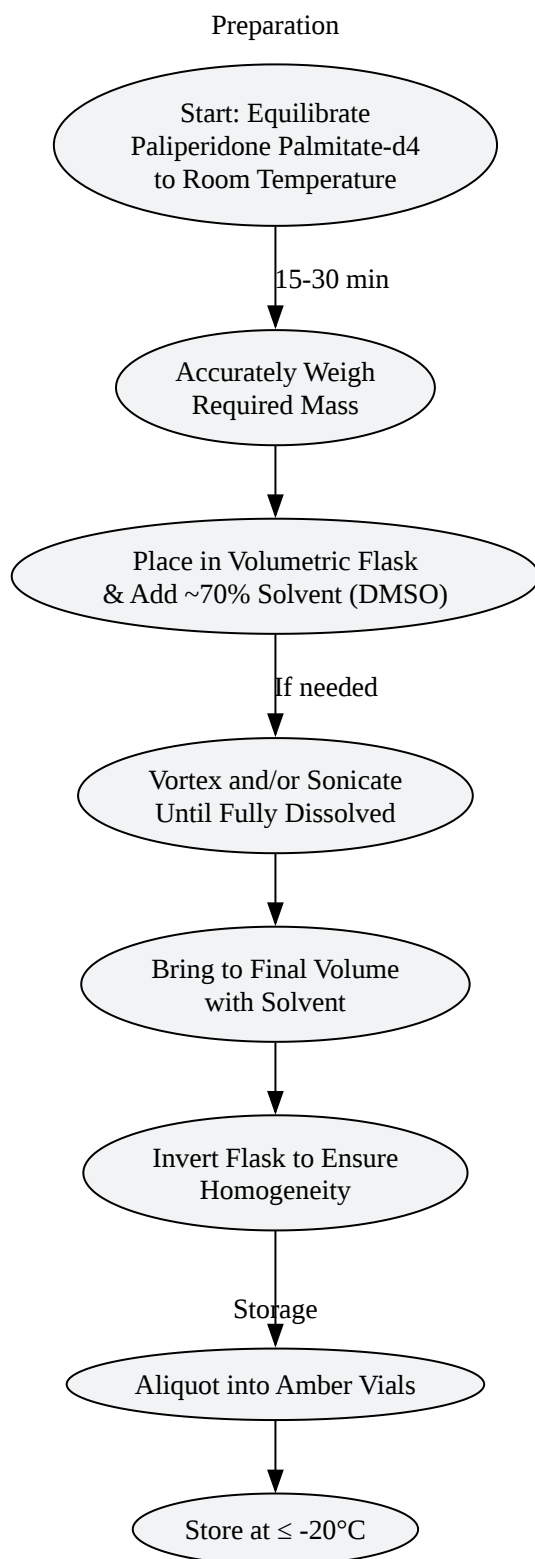 Preparation
Start: Equilibrate
Paliperidone Palmitate-d4
to Room Temperature
15-30 min
Accurately Weigh
Required Mass
Place in Volumetric Flask
& Add ~70% Solvent (DMSO)
If needed
Vortex and/or Sonicate
Until Fully Dissolved
Bring to Final Volume
with Solvent
Invert Flask to Ensure
Homogeneity
Storage
Aliquot into Amber Vials
Store at ≤ -20°C